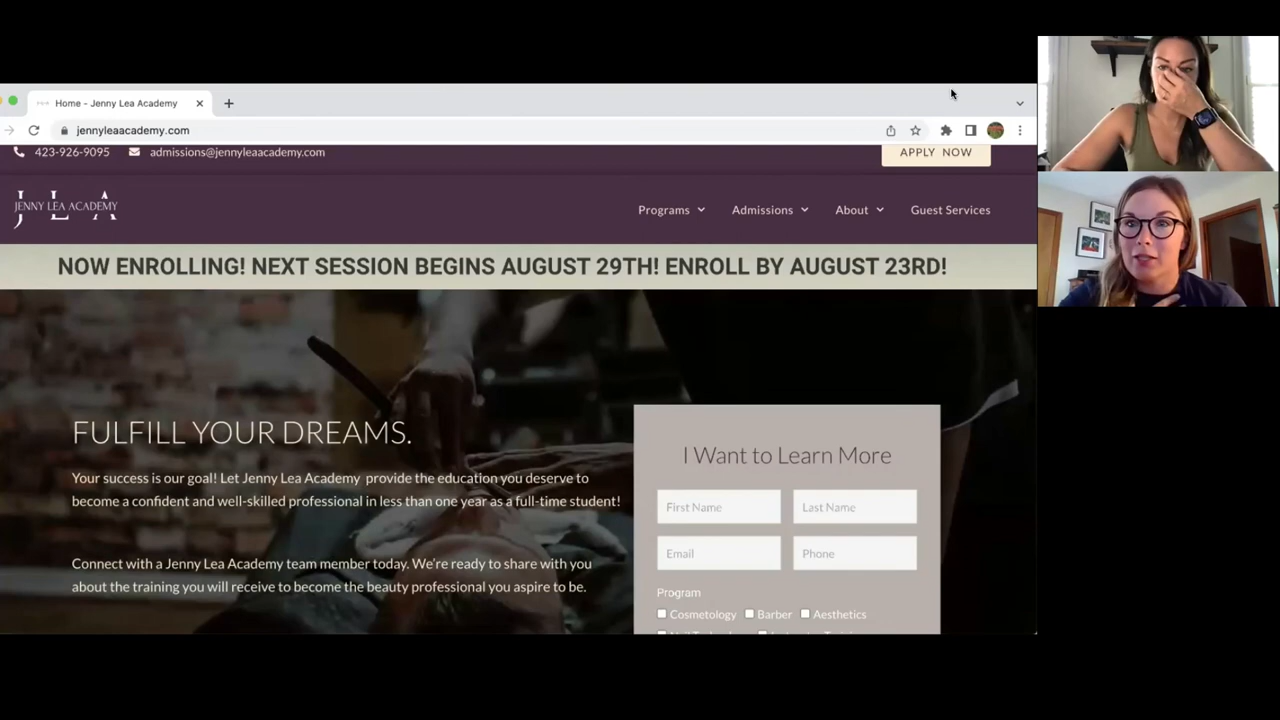 Home - Jenny Lea Academy
jennyleaacademy.com
423-926-9095 admissions@jennyleaacademy.com APPLY NOW
JENNY LEA ACADEMY
JLA
Programs Admissions About Guest Services
NOW ENROLLING! NEXT SESSION BEGINS AUGUST 29TH! ENROLL BY AUGUST 23RD!
FULFILL YOUR DREAMS.
Your success is our goal! Let Jenny Lea Academy provide the education you deserve to
become a confident and well-skilled professional in less than one year as a full-time student!
Connect with a Jenny Lea Academy team member today. We're ready to share with you
about the training you will receive to become the beauty professional you aspire to be.
I Want to Learn More
First Name Last Name
Email Phone
Program
Cosmetology Barber Aesthetics